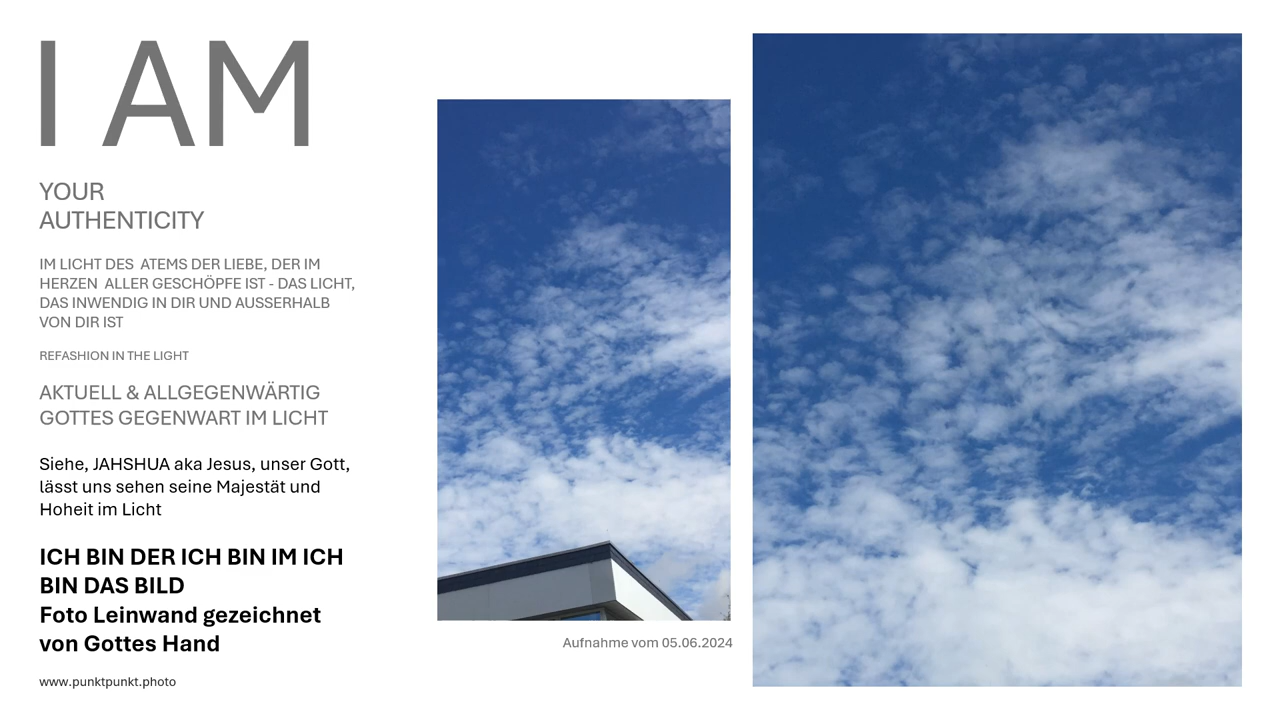 I AM
YOUR
AUTHENTICITY
IM LICHT DES ATEMS DER LIEBE, DER IM
HERZEN ALLER GESCHÖPFE IST - DAS LICHT,
DAS INWENDIG IN DIR UND AUSSERHALB
VON DIR IST
REFASHION IN THE LIGHT
AKTUELL & ALLGEGENWÄRTIG
GOTTES GEGENWART IM LICHT
Siehe, JAHSHUA aka Jesus, unser Gott,
lässt uns sehen seine Majestät und
Hoheit im Licht
ICH BIN DER ICH BIN IM ICH
BIN DAS BILD
Foto Leinwand gezeichnet
von Gottes Hand
www.punktpunkt.photo
Aufnahme vom 05.06.2024